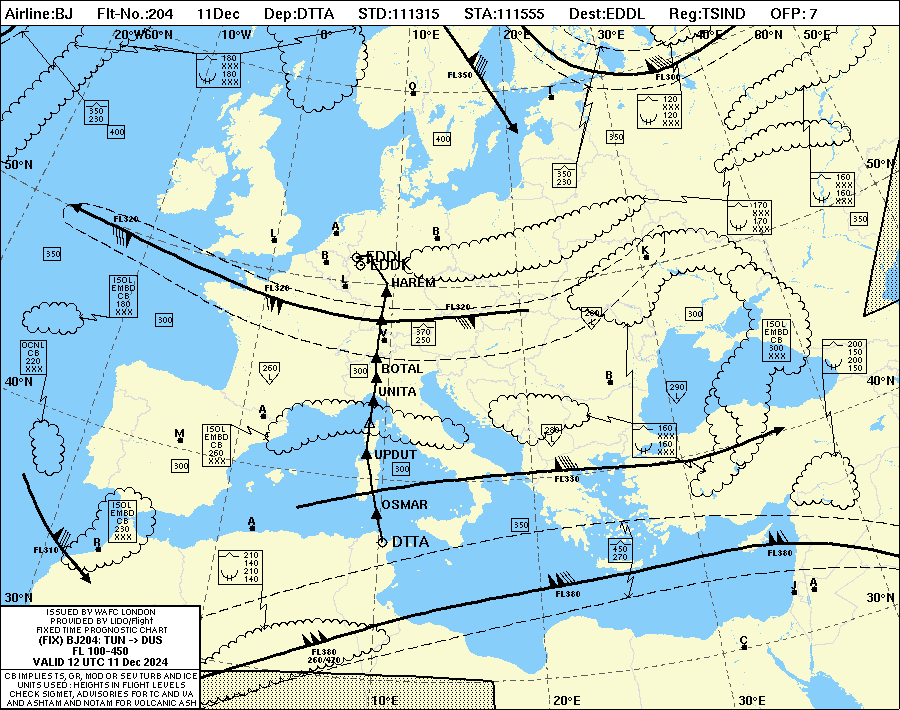 Airline:BJ Flt-No.:204 11Dec Dep:DTTA STD:111315 STA:111555 Dest:EDDL Reg:TSIND OFP: 7
20°W 60°N 10°W 0° 10°E 20°E 30°E 40°E 60°N 50°E
180
XXX
180
XXX
FL350
FL300
O
T
350
230
400
120
XXX
120
XXX
400
350
50°N
50°N
350
230
160
XXX
160
XXX
170
XXX
170
XXX
350
FL320
L
A
B
B
K
350
EDDL
EDDK
L
HAREM
ISOL
EMBD
CB
180
XXX
FL320
FL320
300
280
L
300
370
250
V
ISOL
EMBD
CB
300
XXX
OCNL
CB
220
XXX
200
150
200
150
260
L
300
BOTAL
UNITA
B
290
L
40°N
40°N
A
M
ISOL
EMBD
CB
260
XXX
280
L
160
XXX
160
XXX
300
UPDUT
300
FL330
OSMAR
ISOL
EMBD
CB
230
XXX
A
350
R
FL310
DTTA
450
270
FL380
210
140
210
140
FL380
J
A
30°N
30°N
ISSUED BY WAFC LONDON
PROVIDED BY LIDO/Flight
FIXED TIME PROGNOSTIC CHART
(FIX) BJ204: TUN -> DUS
FL 100-450
VALID 12 UTC 11 Dec 2024
CB IMPLIES TS, GR, MOD OR SEV TURB AND ICE
UNITS USED : HEIGHTS IN FLIGHT LEVELS
CHECK SIGMET, ADVISORIES FOR TC AND VA
AND ASHTAM AND NOTAM FOR VOLCANIC ASH
FL380
260/470
C
10°E
20°E
30°E